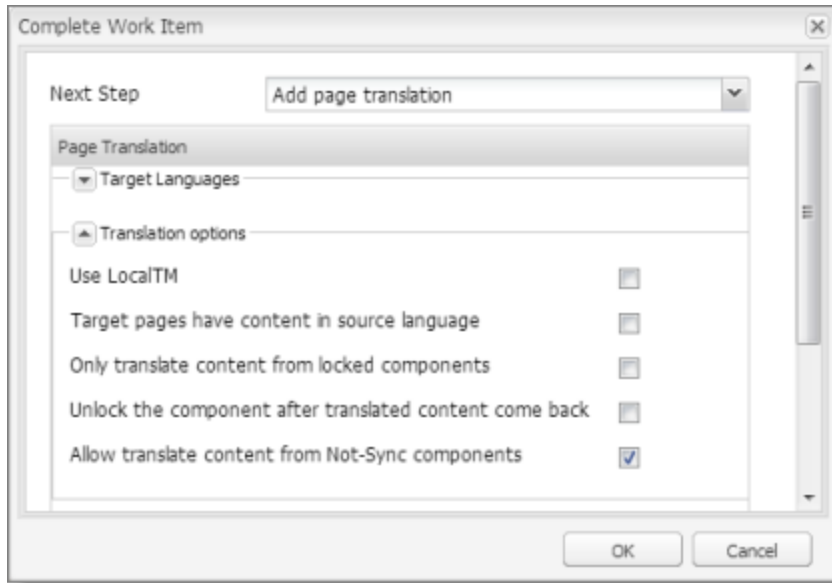 Complete Work Item
Next Step Add page translation
Page Translation
Target Languages
Translation options
Use LocalTM
Target pages have content in source language
Only translate content from locked components
Unlock the component after translated content come back
Allow translate content from Not-Sync components
OK Cancel